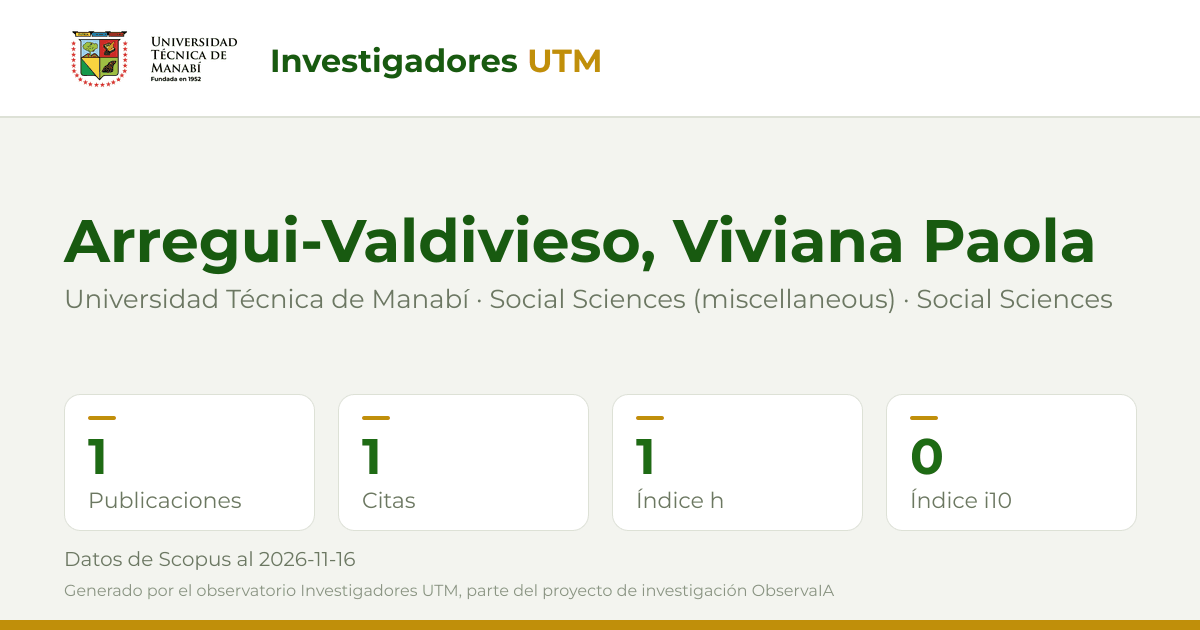 UNIVERSIDAD
TÉCNICA DE
MANABÍ
Fundada en 1952
Investigadores UTM
Arregui-Valdivieso, Viviana Paola
Universidad Técnica de Manabí · Social Sciences (miscellaneous) · Social Sciences
1
Publicaciones
1
Citas
1
Índice h
0
Índice i10
Datos de Scopus al 2026-11-16
Generado por el observatorio Investigadores UTM, parte del proyecto de investigación ObservaIA